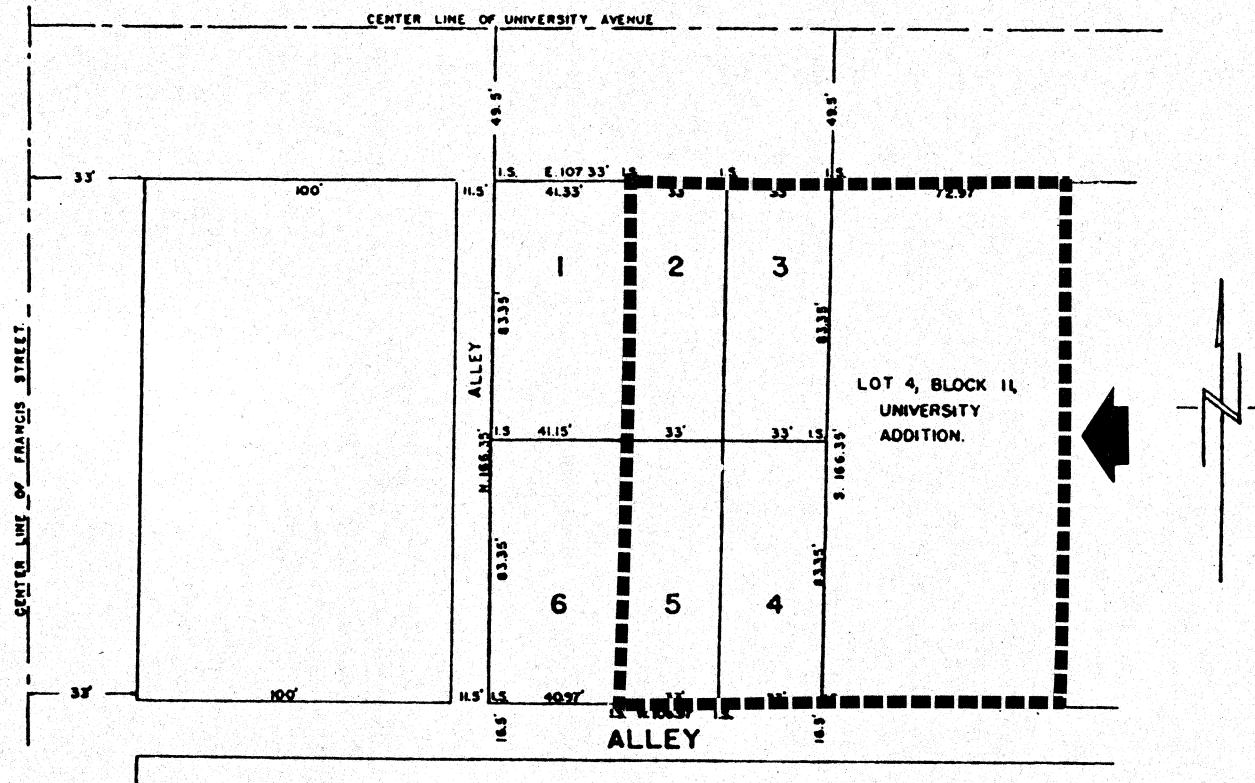 CENTER LINE OF UNIVERSITY AVENUE
49.5'
49.5'
33'
100'
11.5'
I.S.
E. 107.33'
I.S.
I.S.
I.S.
41.33'
33'
33'
72.97'
1
2
3
83.35'
83.35'
ALLEY
CENTER LINE OF FRANCIS STREET.
LOT 4, BLOCK 11,
UNIVERSITY
ADDITION.
I.S.
41.15'
33'
33'
I.S.
N. 166.35'
S. 166.35'
83.35'
83.35'
6
5
4
33'
100'
11.5'
I.S.
40.97'
33'
33'
I.S.
I.S.
16.5'
16.5'
ALLEY